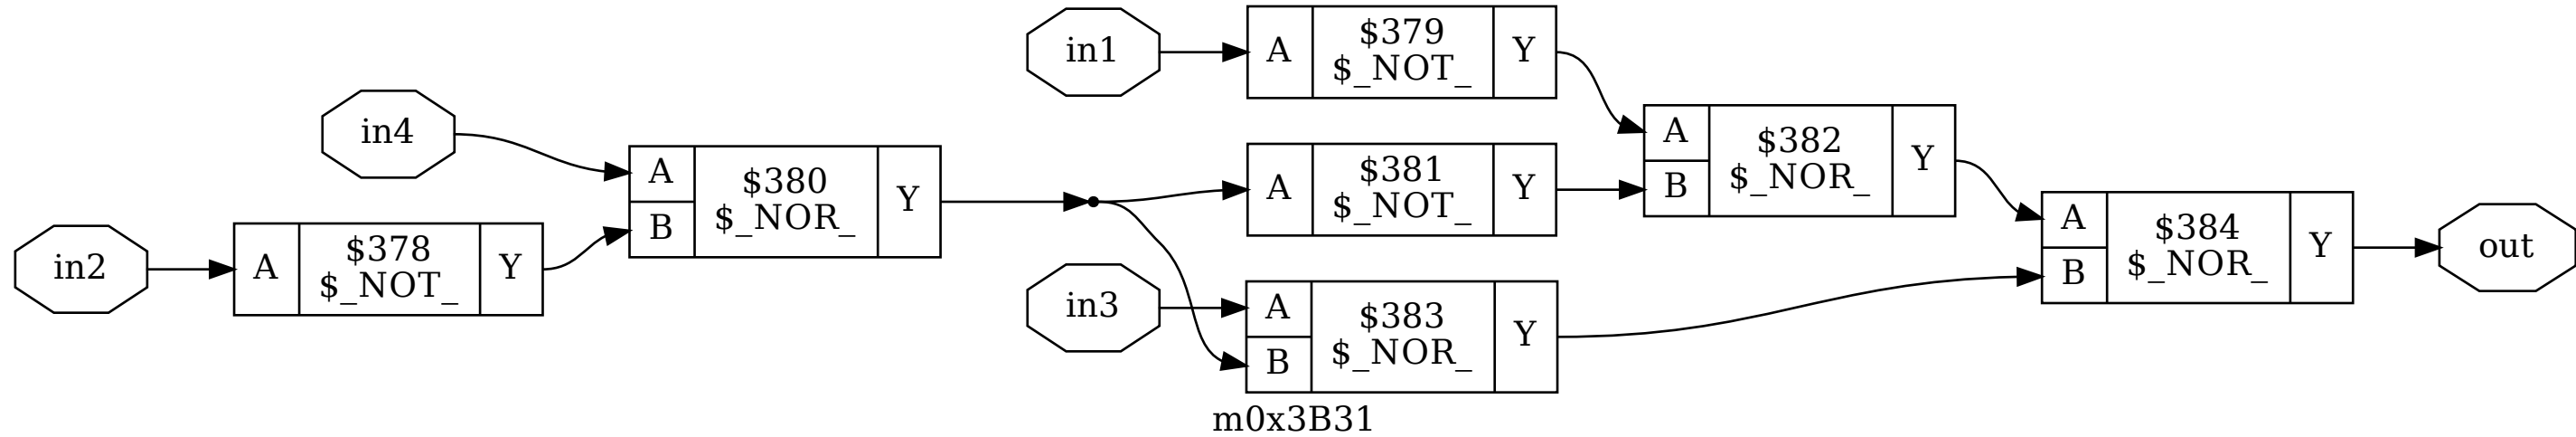 in1
A
$379
$_NOT_
Y
in4
A
B
$380
$_NOR_
Y
in2
A
$378
$_NOT_
Y
A
$381
$_NOT_
Y
in3
A
B
$383
$_NOR_
Y
A
B
$382
$_NOR_
Y
A
B
$384
$_NOR_
Y
out
m0x3B31